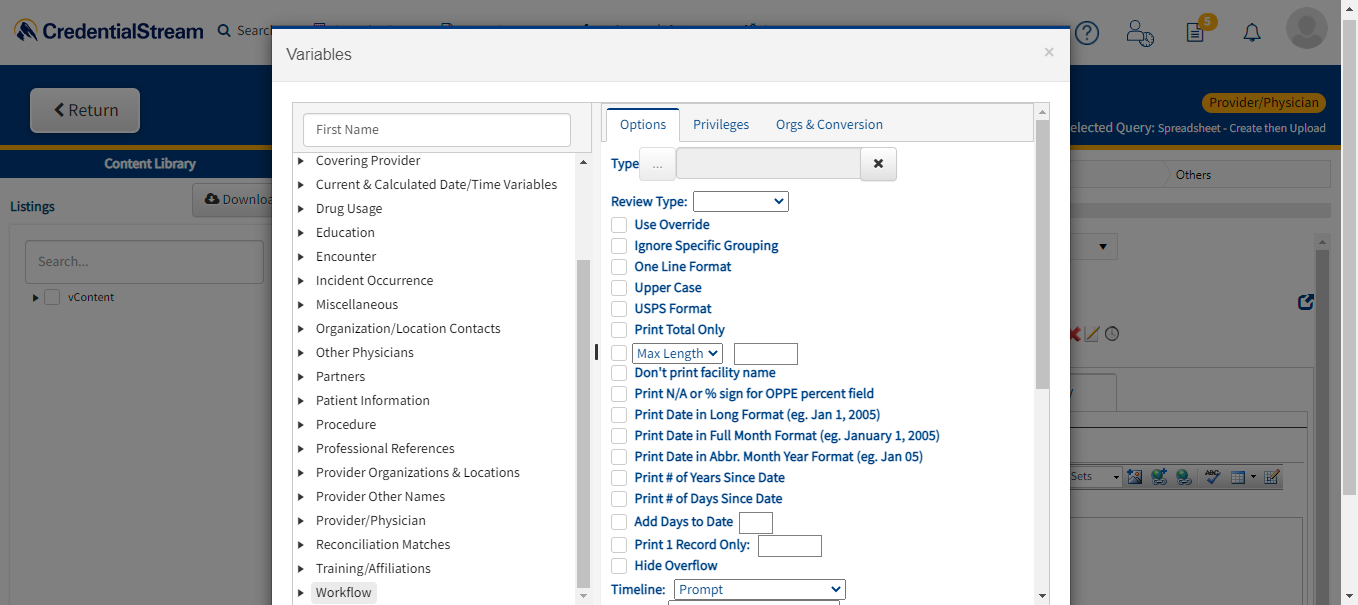 CredentialStream
Searc
5
Variables
×
Return
Provider/Physician
elected Query: Spreadsheet - Create then Upload
Content Library
Others
Listings
Downloa
Search...
vContent
First Name
Covering Provider
Current & Calculated Date/Time Variables
Drug Usage
Education
Encounter
Incident Occurrence
Miscellaneous
Organization/Location Contacts
Other Physicians
Partners
Patient Information
Procedure
Professional References
Provider Organizations & Locations
Provider Other Names
Provider/Physician
Reconciliation Matches
Training/Affiliations
Workflow
Options Privileges Orgs & Conversion
Type ...
Review Type:
Use Override
Ignore Specific Grouping
One Line Format
Upper Case
USPS Format
Print Total Only
Max Length
Don't print facility name
Print N/A or % sign for OPPE percent field
Print Date in Long Format (eg. Jan 1, 2005)
Print Date in Full Month Format (eg. January 1, 2005)
Print Date in Abbr. Month Year Format (eg. Jan 05)
Print # of Years Since Date
Print # of Days Since Date
Add Days to Date
Print 1 Record Only:
Hide Overflow
Timeline: Prompt
Sets
ABC